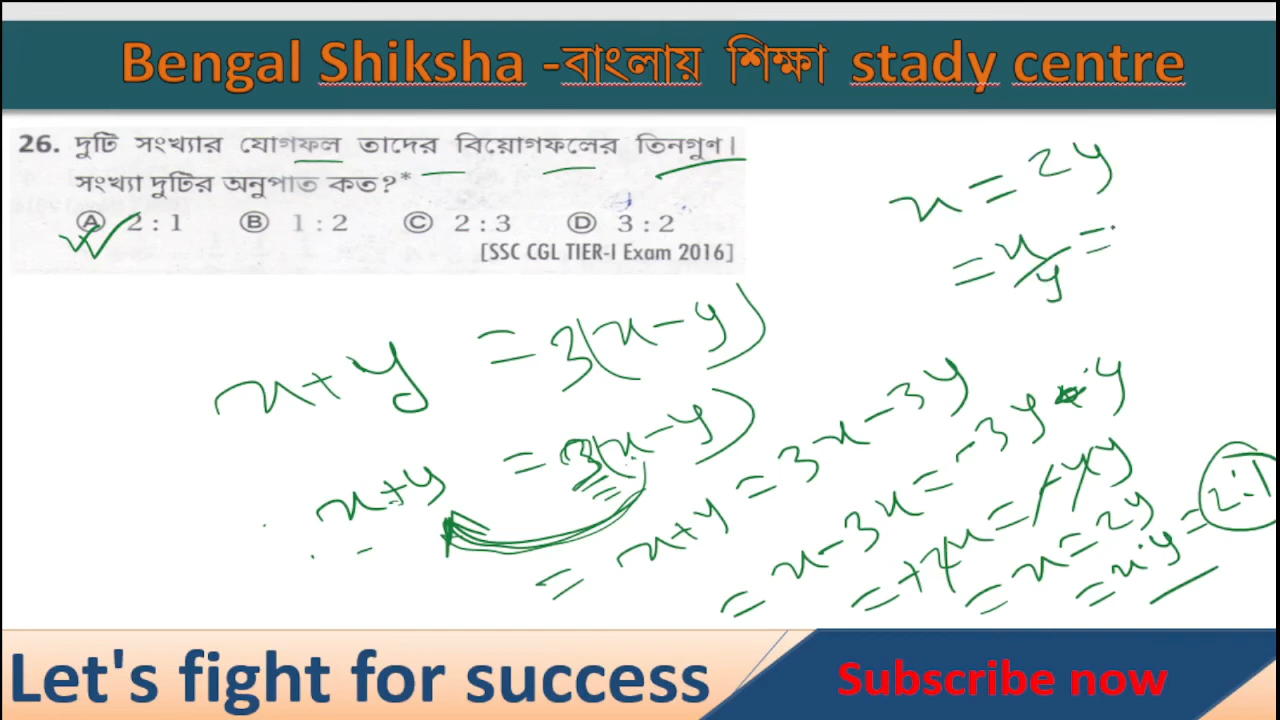 Bengal Shiksha -বাংলায় শিক্ষা stady centre
26. দুটি সংখ্যার যোগফল তাদের বিয়োগফলের তিনগুণ।
সংখ্যা দুটির অনুপাত কত?*
Ⓐ 2 : 1 Ⓑ 1 : 2 Ⓒ 2 : 3 Ⓓ 3 : 2
[SSC CGL TIER-I Exam 2016]
x = 2y
= x/y =
x+y = 3(x-y)
x+y = 3(x-y)
= x+y = 3x-3y
= x-3x = -3y-y
= x = 2y
= x:y = 2:1
Let's fight for success
Subscribe now